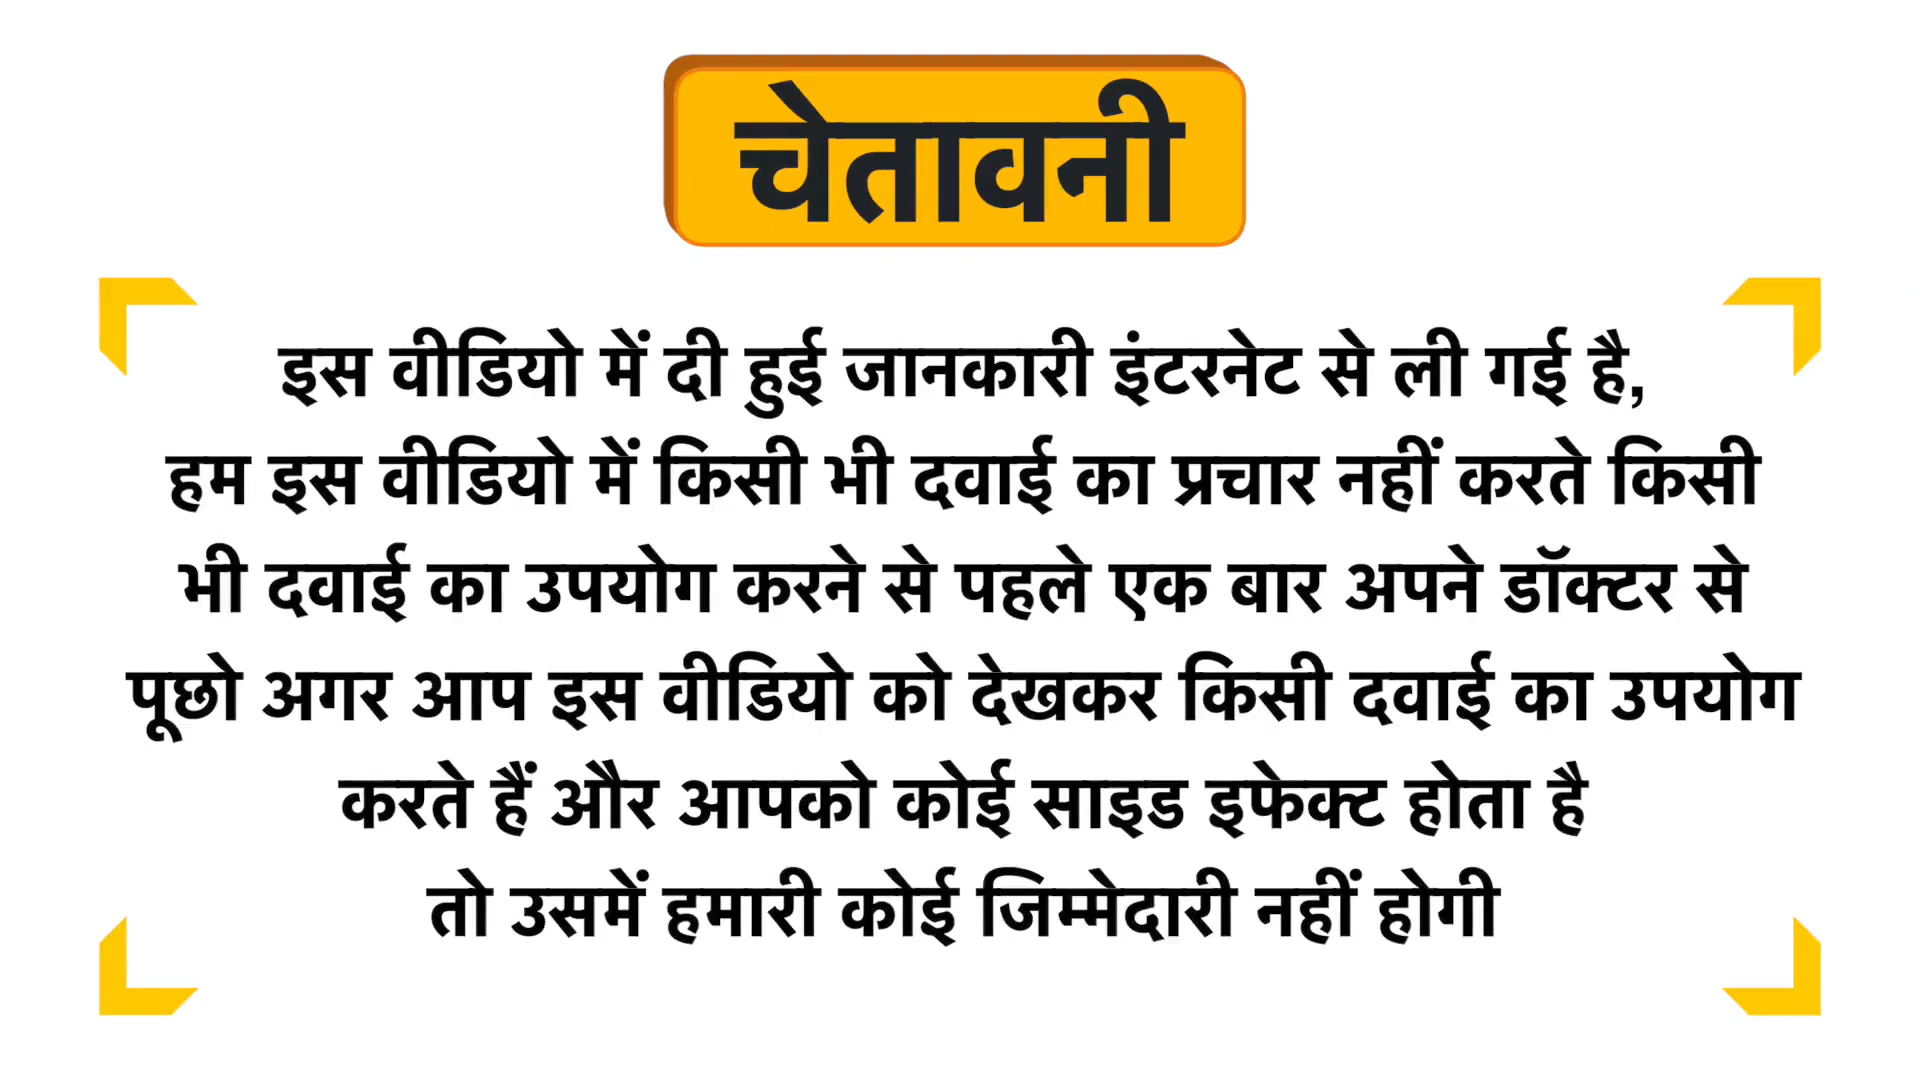 चेतावनी
इस वीडियो में दी हुई जानकारी इंटरनेट से ली गई है,
हम इस वीडियो में किसी भी दवाई का प्रचार नहीं करते किसी
भी दवाई का उपयोग करने से पहले एक बार अपने डॉक्टर से
पूछो अगर आप इस वीडियो को देखकर किसी दवाई का उपयोग
करते हैं और आपको कोई साइड इफेक्ट होता है
तो उसमें हमारी कोई जिम्मेदारी नहीं होगी